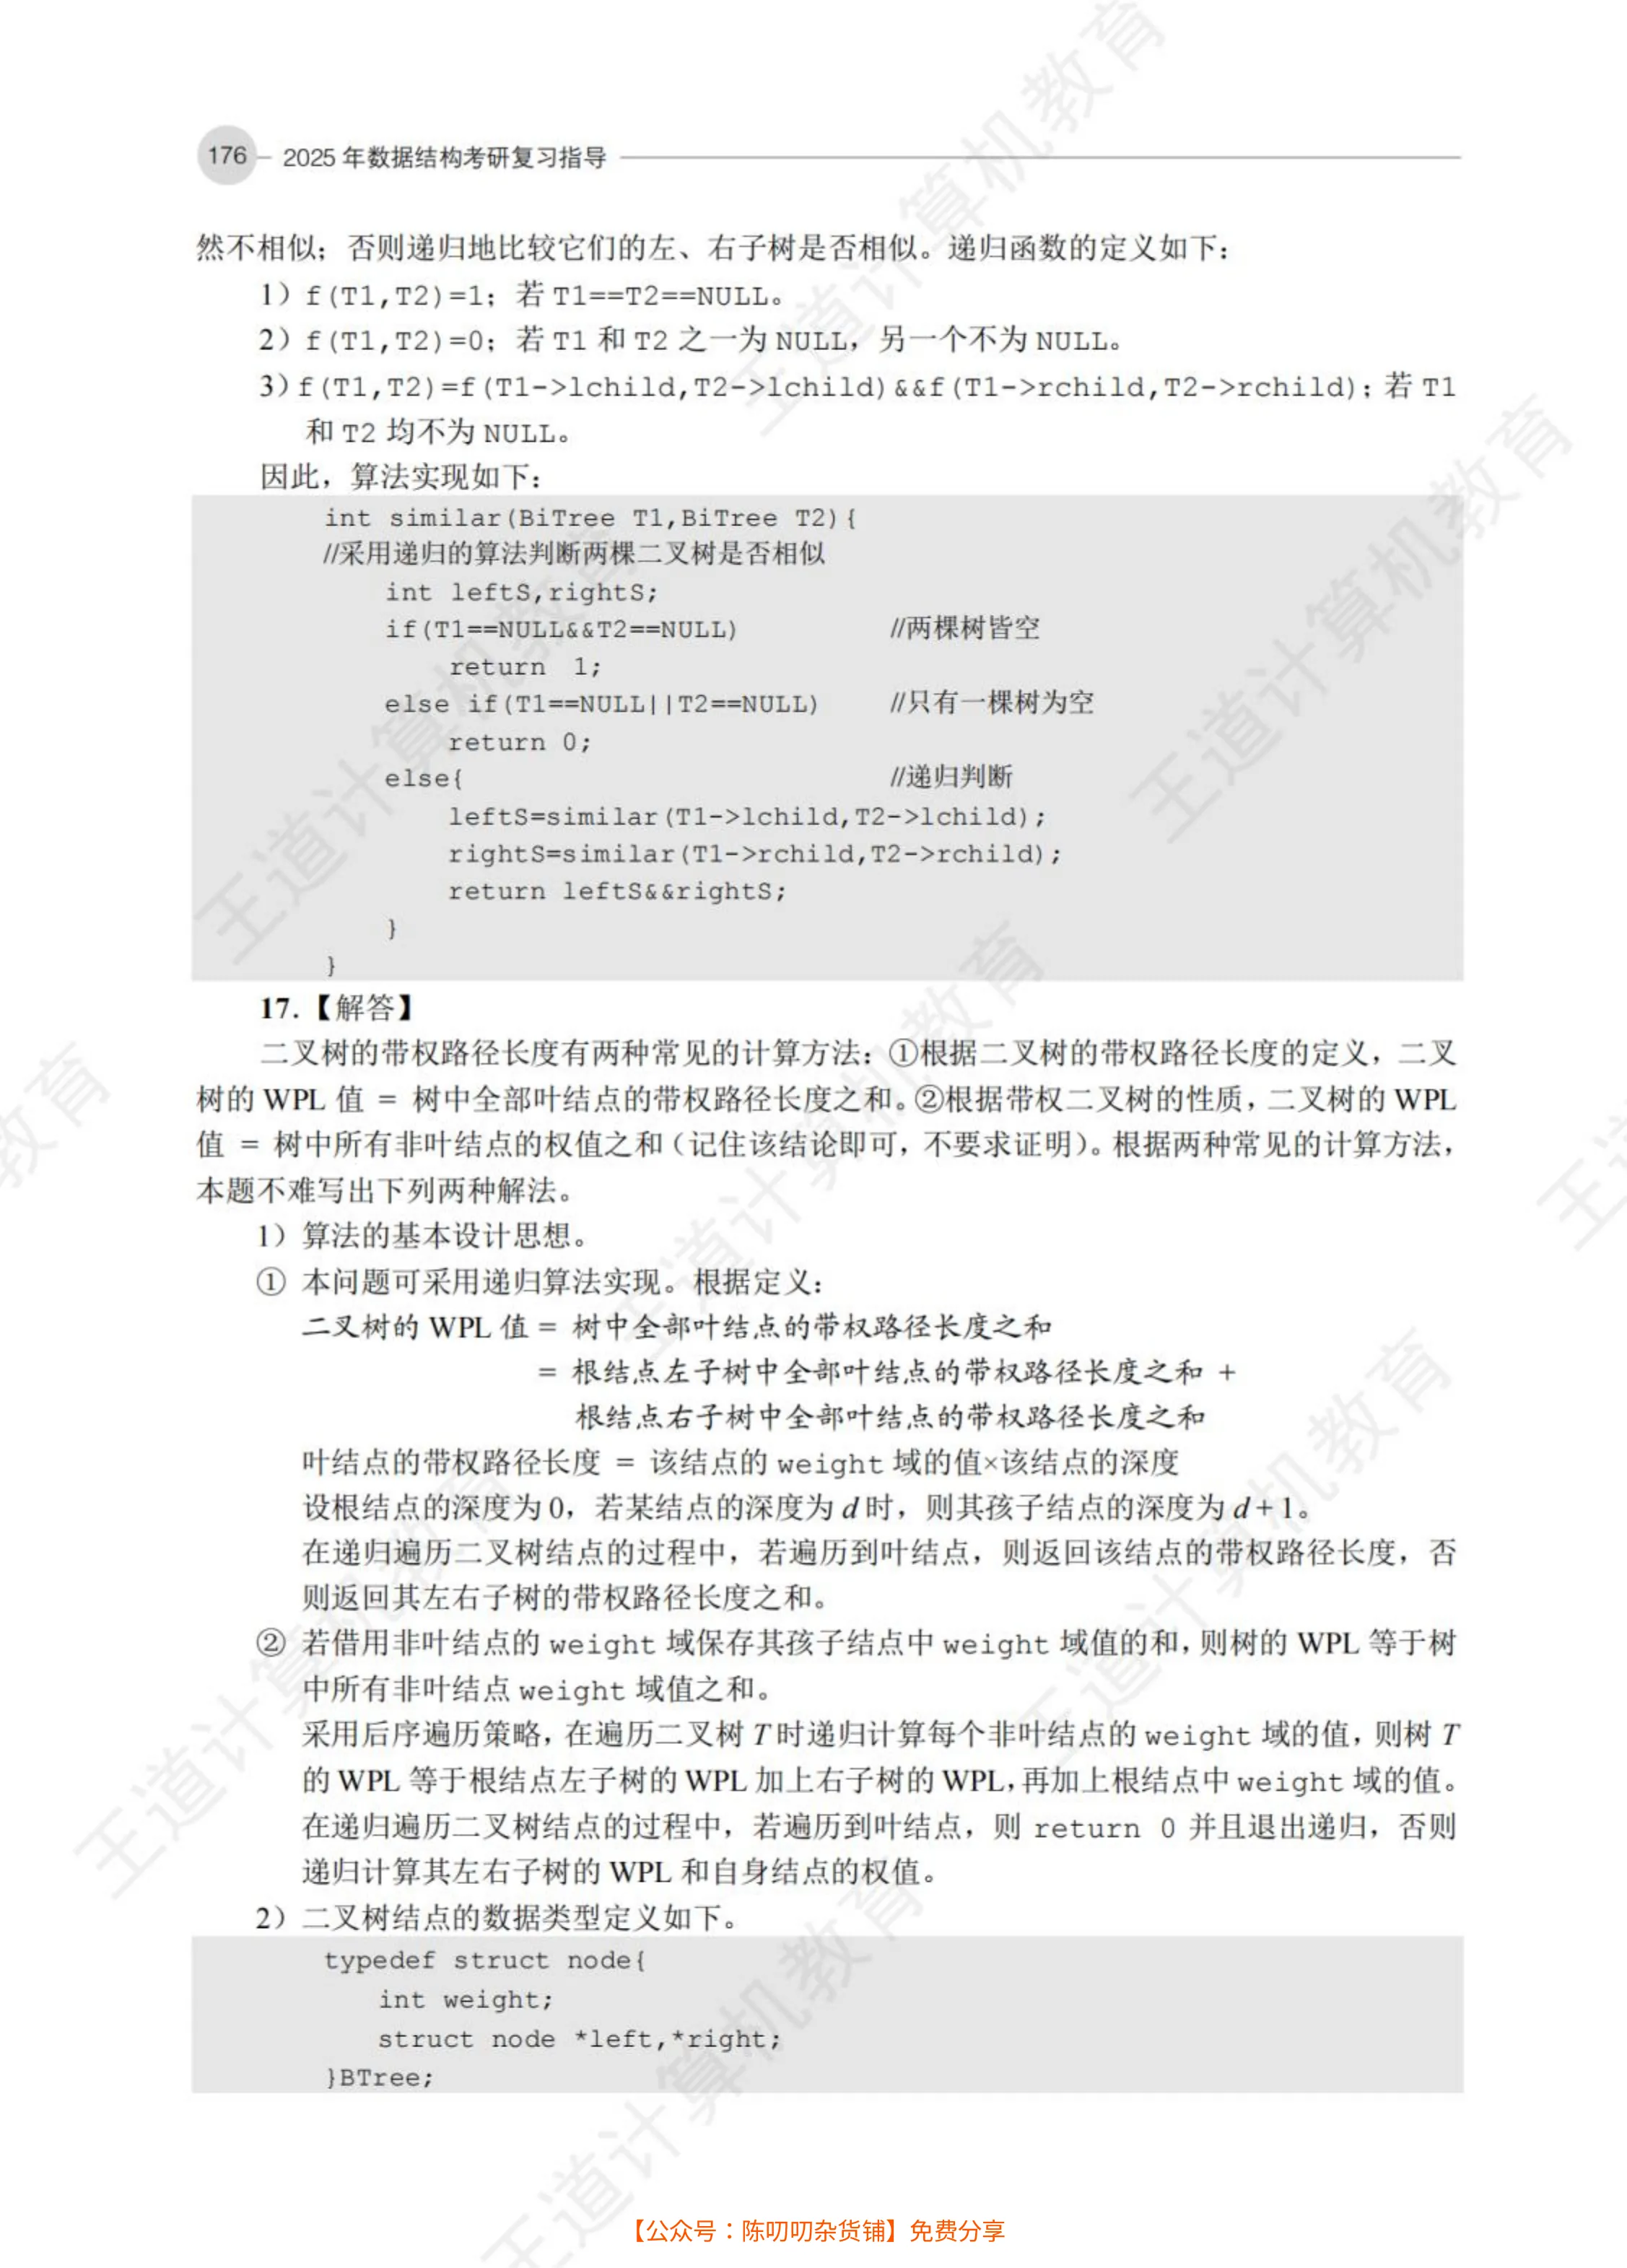 176 2025 年数据结构考研复习指导
然不相似；否则递归地比较它们的左、右子树是否相似。递归函数的定义如下：
1）f(T1,T2)=1；若 T1==T2==NULL。
2）f(T1,T2)=0；若 T1 和 T2 之一为 NULL，另一个不为 NULL。
3）f(T1,T2)=f(T1->lchild,T2->lchild)&&f(T1->rchild,T2->rchild)；若 T1
和 T2 均不为 NULL。
因此，算法实现如下：
int similar(BiTree T1,BiTree T2){
//采用递归的算法判断两棵二叉树是否相似
int leftS,rightS;
if(T1==NULL&&T2==NULL) //两棵树皆空
return 1;
else if(T1==NULL||T2==NULL) //只有一棵树为空
return 0;
else{ //递归判断
leftS=similar(T1->lchild,T2->lchild);
rightS=similar(T1->rchild,T2->rchild);
return leftS&&rightS;
}
}
17.【解答】
二叉树的带权路径长度有两种常见的计算方法：①根据二叉树的带权路径长度的定义，二叉
树的 WPL 值 = 树中全部叶结点的带权路径长度之和。②根据带权二叉树的性质，二叉树的 WPL
值 = 树中所有非叶结点的权值之和（记住该结论即可，不要求证明）。根据两种常见的计算方法，
本题不难写出下列两种解法。
1）算法的基本设计思想。
① 本问题可采用递归算法实现。根据定义：
二叉树的 WPL 值 = 树中全部叶结点的带权路径长度之和
= 根结点左子树中全部叶结点的带权路径长度之和 +
根结点右子树中全部叶结点的带权路径长度之和
叶结点的带权路径长度 = 该结点的 weight 域的值×该结点的深度
设根结点的深度为 0，若某结点的深度为 d 时，则其孩子结点的深度为 d + 1。
在递归遍历二叉树结点的过程中，若遍历到叶结点，则返回该结点的带权路径长度，否
则返回其左右子树的带权路径长度之和。
② 若借用非叶结点的 weight 域保存其孩子结点中 weight 域值的和，则树的 WPL 等于树
中所有非叶结点 weight 域值之和。
采用后序遍历策略，在遍历二叉树 T 时递归计算每个非叶结点的 weight 域的值，则树 T
的 WPL 等于根结点左子树的 WPL 加上右子树的 WPL，再加上根结点中 weight 域的值。
在递归遍历二叉树结点的过程中，若遍历到叶结点，则 return 0 并且退出递归，否则
递归计算其左右子树的 WPL 和自身结点的权值。
2）二叉树结点的数据类型定义如下。
typedef struct node{
int weight;
struct node *left,*right;
}BTree;
【公众号：陈叨叨杂货铺】免费分享
王道计算机教育